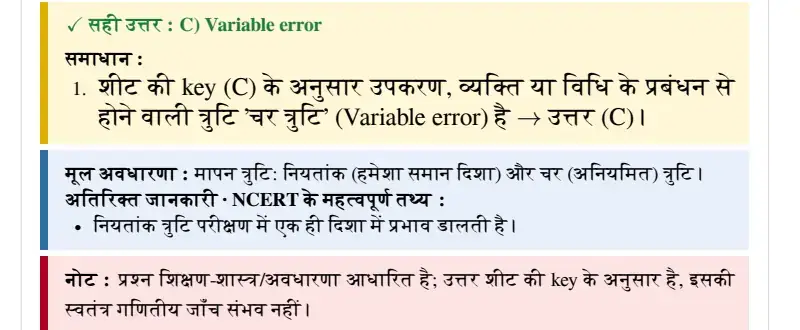 ✓ सही उत्तर : C) Variable error
समाधान :
1. शीट की key (C) के अनुसार उपकरण, व्यक्ति या विधि के प्रबंधन से
होने वाली त्रुटि ’चर त्रुटि’ (Variable error) है → उत्तर (C)।
मूल अवधारणा : मापन त्रुटि: नियतांक (हमेशा समान दिशा) और चर (अनियमित) त्रुटि।
अतिरिक्त जानकारी · NCERT के महत्वपूर्ण तथ्य :
• नियतांक त्रुटि परीक्षण में एक ही दिशा में प्रभाव डालती है।
नोट : प्रश्न शिक्षण-शास्त्र/अवधारणा आधारित है; उत्तर शीट की key के अनुसार है, इसकी
स्वतंत्र गणितीय जाँच संभव नहीं।